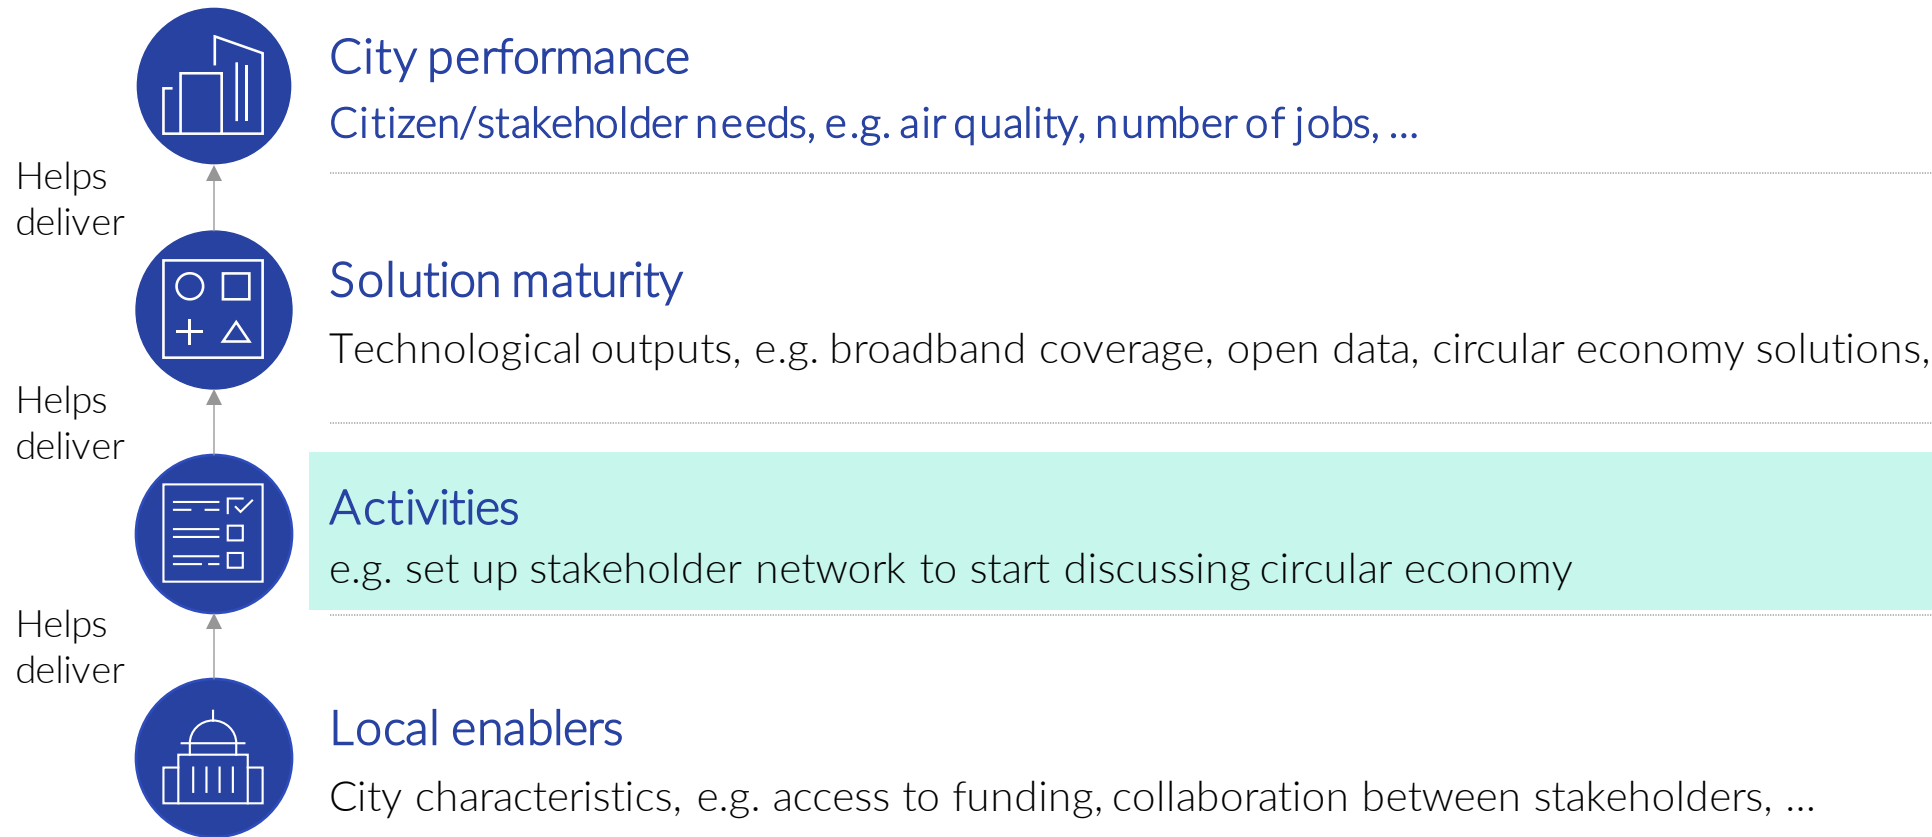 City performance
Citizen/stakeholder needs, e.g. air quality, number of jobs, ...
Helps
deliver
Solution maturity
Technological outputs, e.g. broadband coverage, open data, circular economy solutions,
Helps
deliver
Activities
e.g. set up stakeholder network to start discussing circular economy
Helps
deliver
Local enablers
City characteristics, e.g. access to funding, collaboration between stakeholders, ...